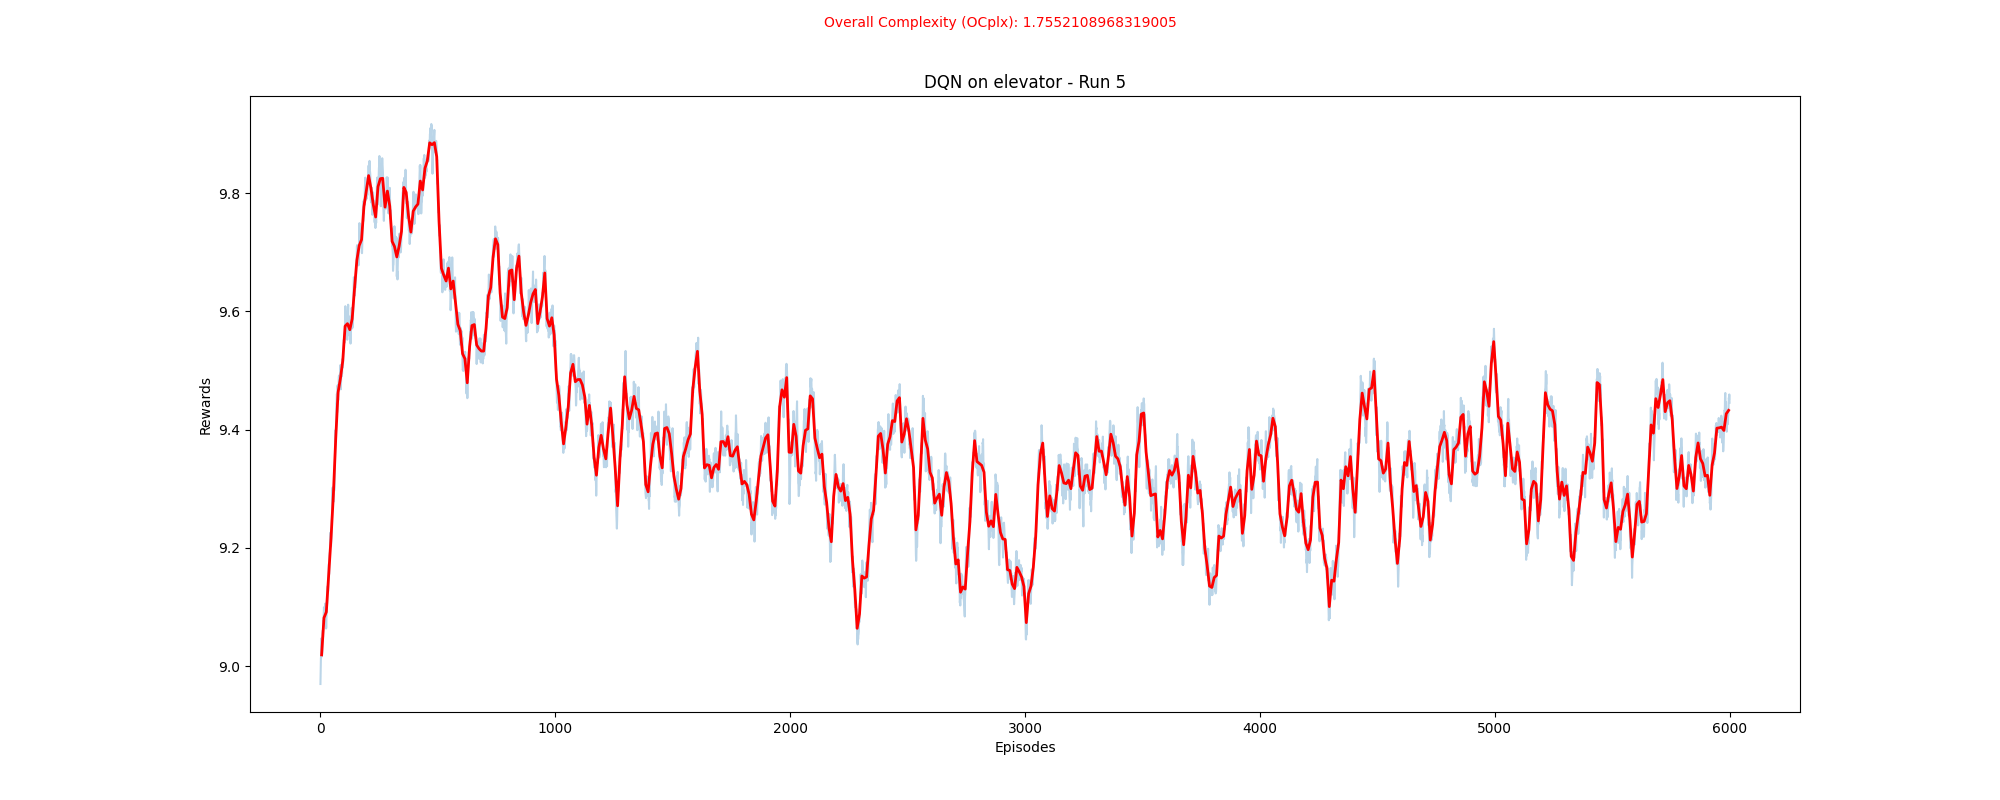 Overall Complexity (OCplx): 1.7552108968319005
DQN on elevator - Run 5
Rewards
9.8
9.6
9.4
9.2
9.0
0 1000 2000 3000 4000 5000 6000
Episodes